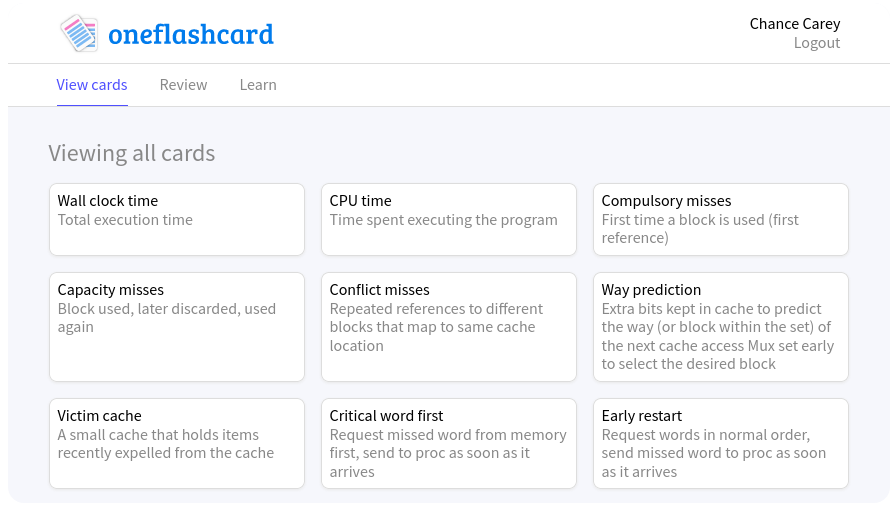 oneflashcard
Chance Carey
Logout
View cards
Review
Learn
Viewing all cards
Wall clock time
Total execution time
CPU time
Time spent executing the program
Compulsory misses
First time a block is used (first
reference)
Capacity misses
Block used, later discarded, used
again
Conflict misses
Repeated references to different
blocks that map to same cache
location
Way prediction
Extra bits kept in cache to predict
the way (or block within the set) of
the next cache access Mux set early
to select the desired block
Victim cache
A small cache that holds items
recently expelled from the cache
Critical word first
Request missed word from memory
first, send to proc as soon as it
arrives
Early restart
Request words in normal order,
send missed word to proc as soon
as it arrives